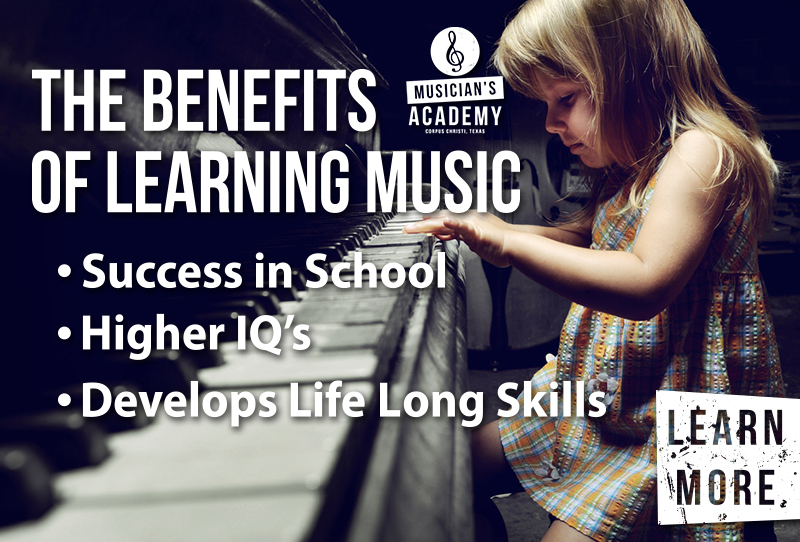 THE BENEFITS
OF LEARNING MUSIC
MUSICIAN'S
ACADEMY
CORPUS CHRISTI, TEXAS
• Success in School
• Higher IQ's
• Develops Life Long Skills
LEARN
MORE.